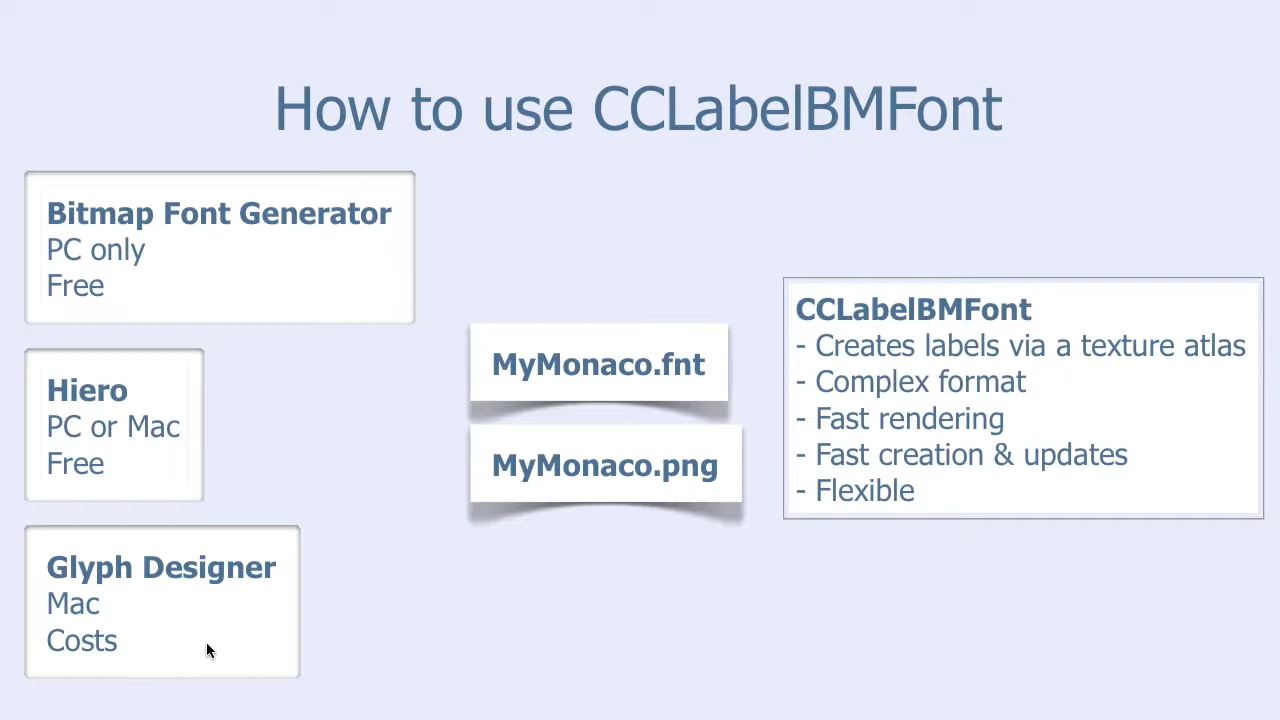 How to use CCLabelBMFont
Bitmap Font Generator
PC only
Free
Hiero
PC or Mac
Free
Glyph Designer
Mac
Costs
MyMonaco.fnt
MyMonaco.png
CCLabelBMFont
- Creates labels via a texture atlas
- Complex format
- Fast rendering
- Fast creation & updates
- Flexible